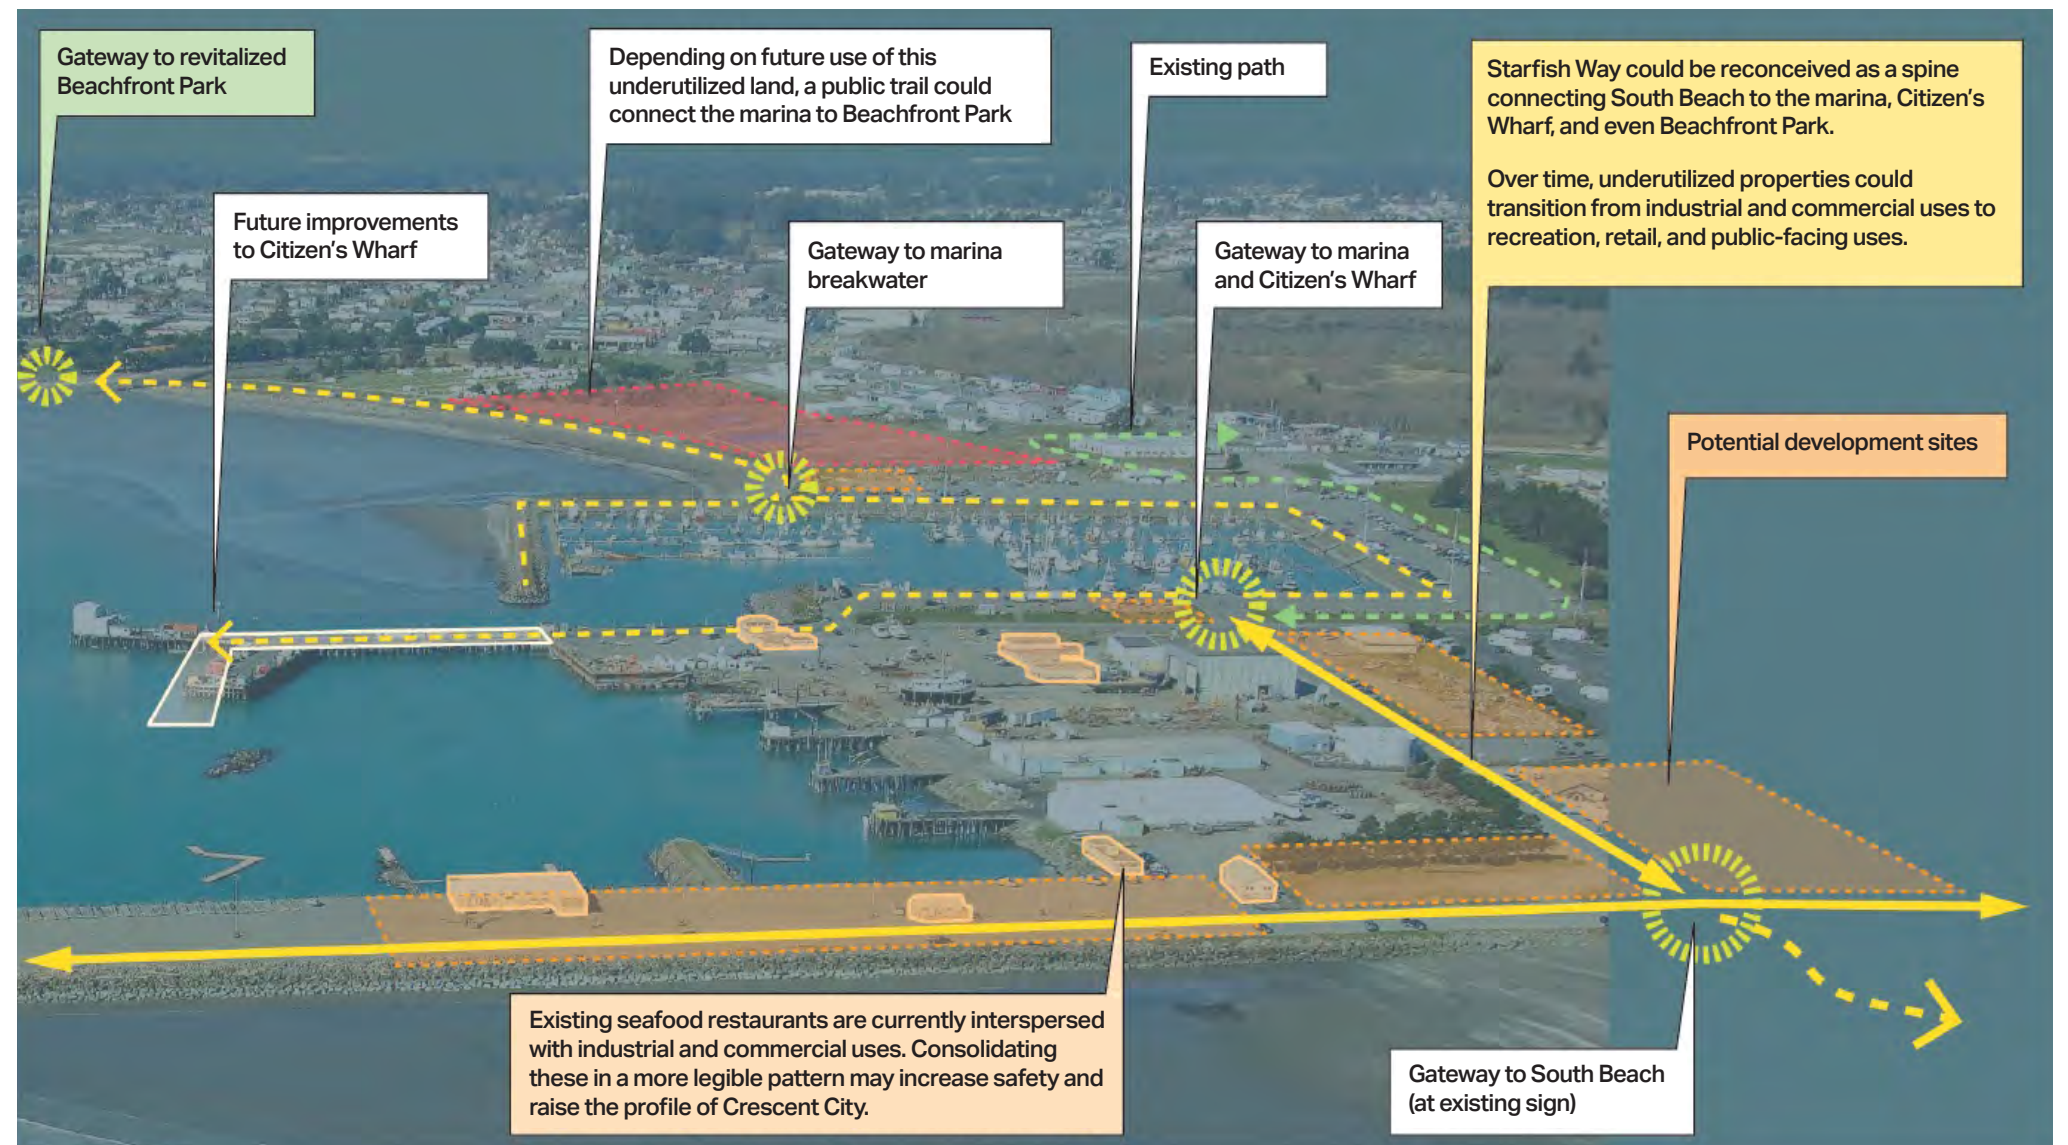 Gateway to revitalized
Beachfront Park
Depending on future use of this
underutilized land, a public trail could
connect the marina to Beachfront Park
Existing path
Starfish Way could be reconceived as a spine
connecting South Beach to the marina, Citizen's
Wharf, and even Beachfront Park.
Over time, underutilized properties could
transition from industrial and commercial uses to
recreation, retail, and public-facing uses.
Future improvements
to Citizen's Wharf
Gateway to marina
breakwater
Gateway to marina
and Citizen's Wharf
Potential development sites
Existing seafood restaurants are currently interspersed
with industrial and commercial uses. Consolidating
these in a more legible pattern may increase safety and
raise the profile of Crescent City.
Gateway to South Beach
(at existing sign)